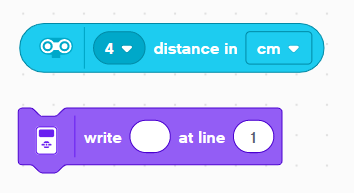 4 distance in cm
write at line 1